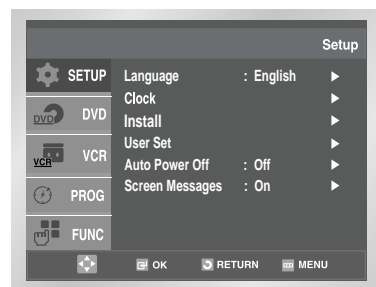 Setup
SETUP
DVD DVD
VCR VCR
PROG
FUNC
Language : English ►
Clock ►
Install ►
User Set ►
Auto Power Off : Off ►
Screen Messages : On ►
OK RETURN MENU